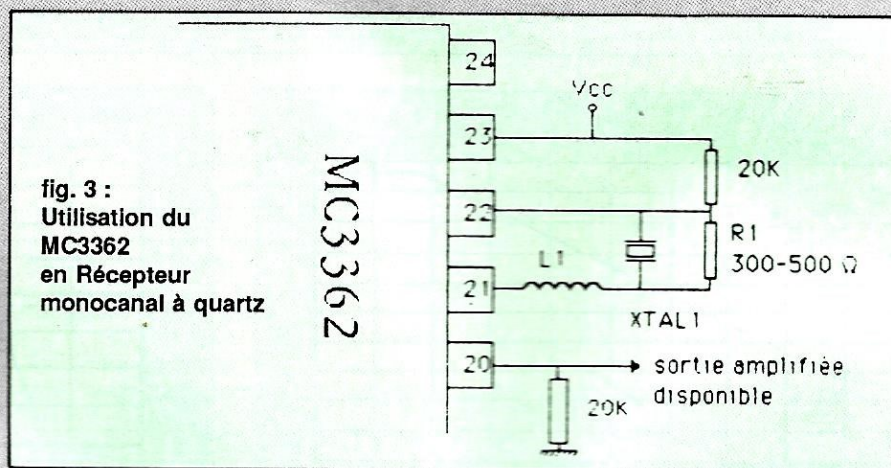 fig. 3 :
Utilisation du
MC3362
en Récepteur
monocanal à quartz
MC3362
24
23
22
21
20
Vcc
20K
R1
300-500 Ω
L1
XTAL1
sortie amplifiée
disponible
20K